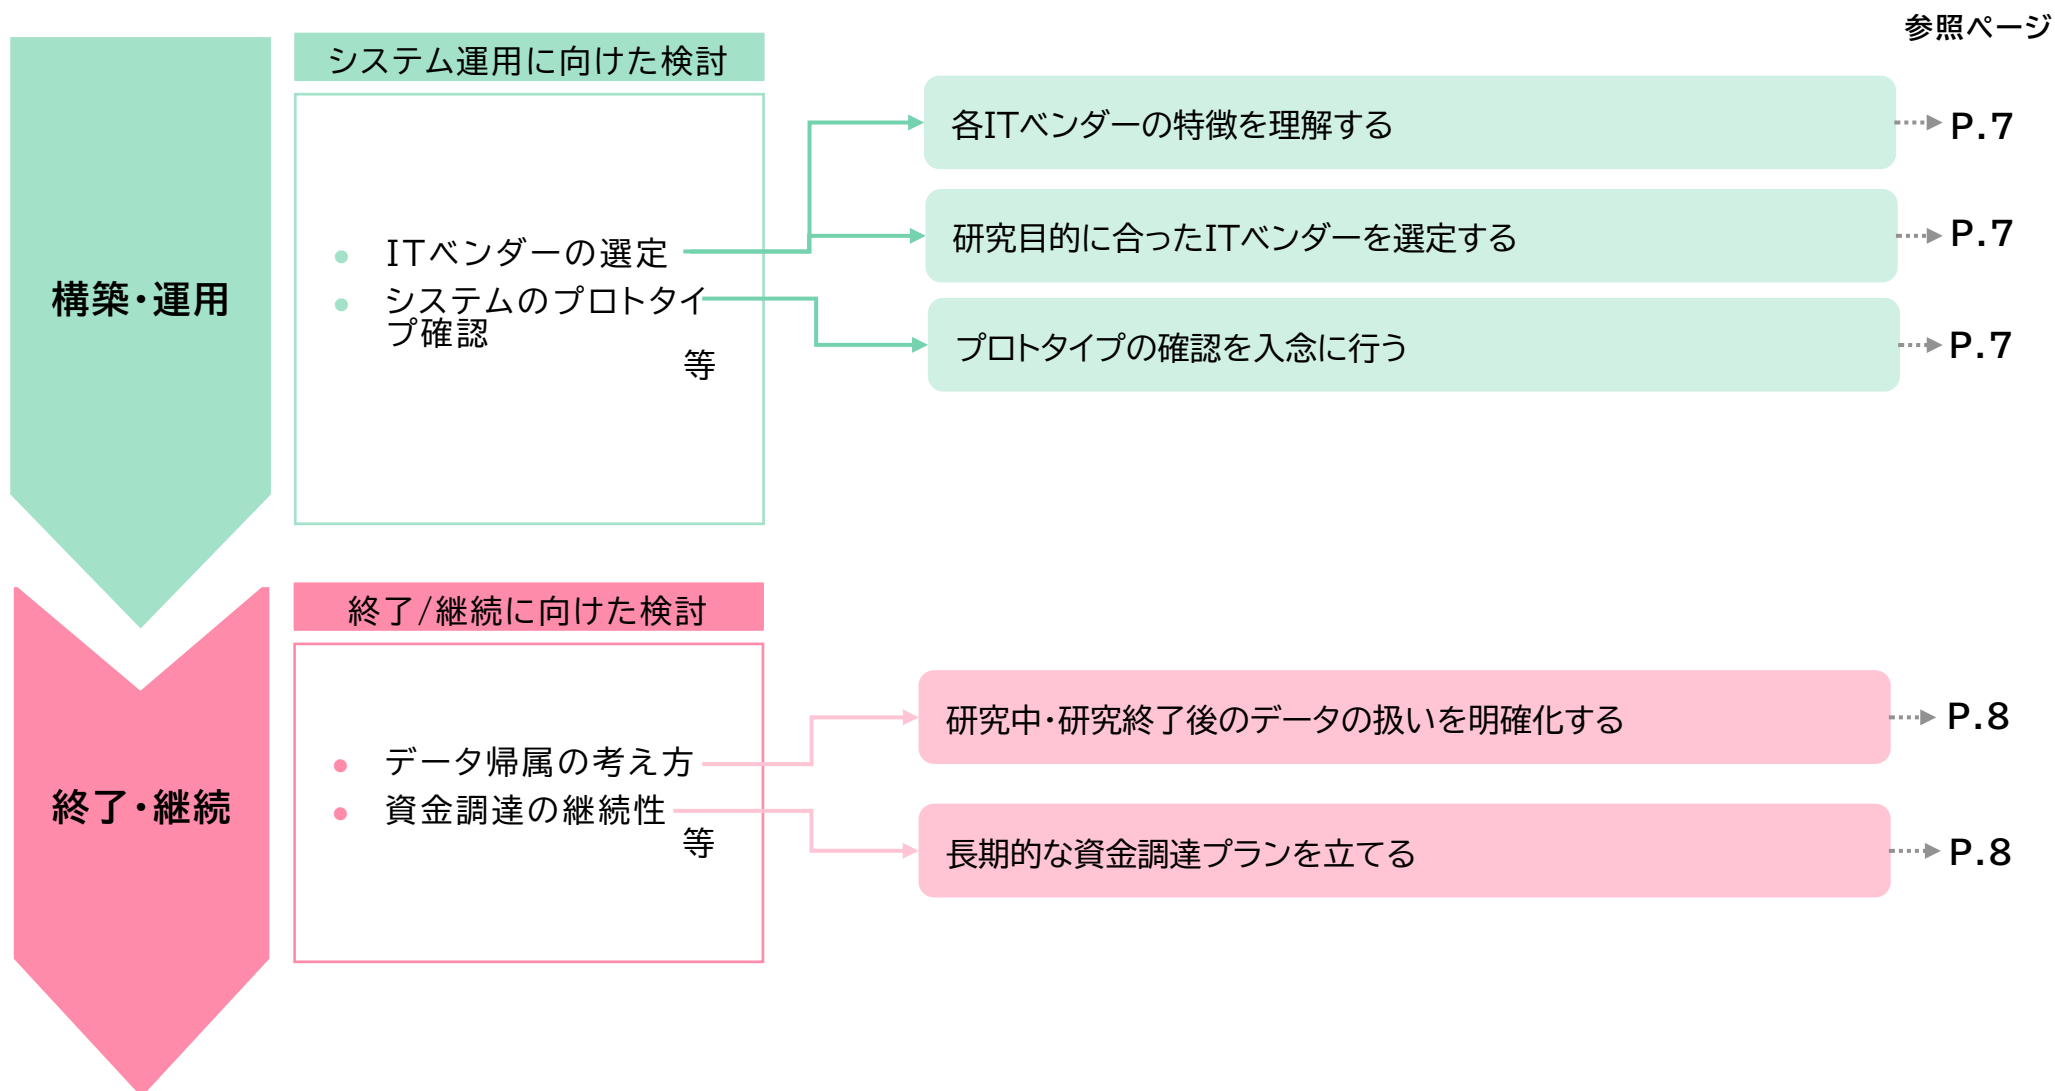 参照ページ
構築・運用
システム運用に向けた検討
ITベンダーの選定
システムのプロトタイ
プ確認
等
各ITベンダーの特徴を理解する
P.7
研究目的に合ったITベンダーを選定する
P.7
プロトタイプの確認を入念に行う
P.7
終了・継続
終了/継続に向けた検討
データ帰属の考え方
資金調達の継続性
等
研究中・研究終了後のデータの扱いを明確化する
P.8
長期的な資金調達プランを立てる
P.8